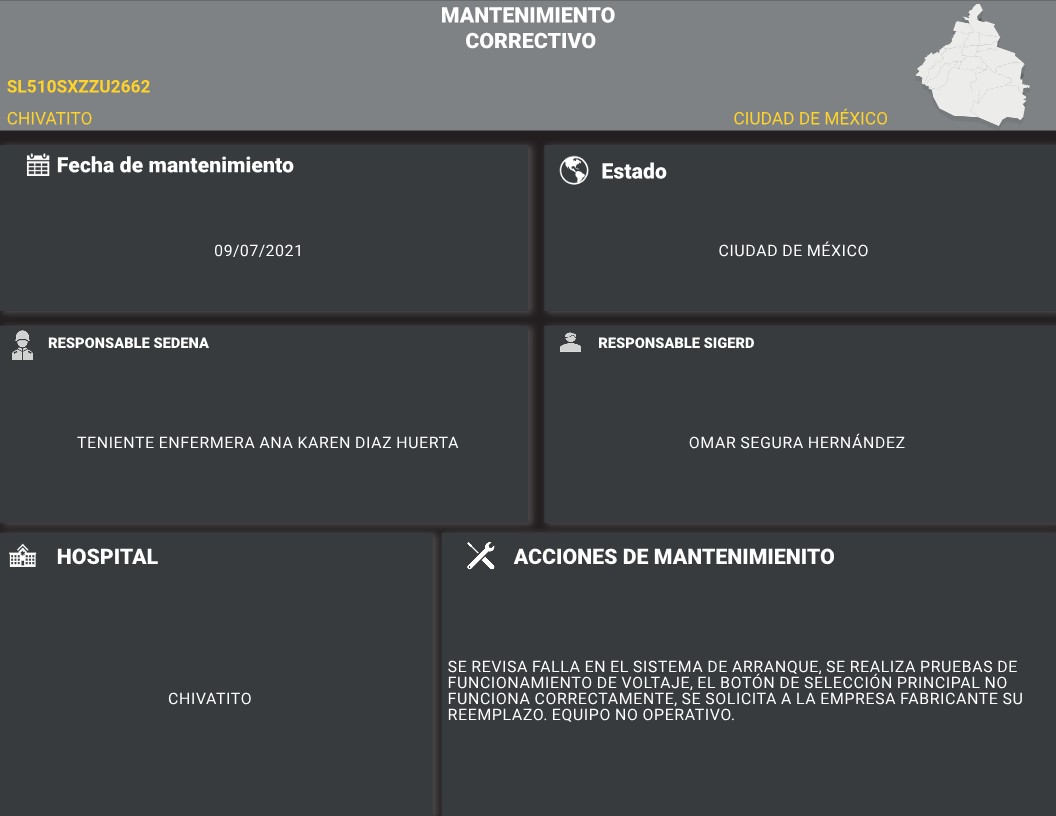 MANTENIMIENTO
CORRECTIVO
SL510SXZZU2662
CHIVATITO
CIUDAD DE MÉXICO
Fecha de mantenimiento
09/07/2021
Estado
CIUDAD DE MÉXICO
RESPONSABLE SEDENA
TENIENTE ENFERMERA ANA KAREN DIAZ HUERTA
RESPONSABLE SIGERD
OMAR SEGURA HERNÁNDEZ
HOSPITAL
CHIVATITO
ACCIONES DE MANTENIMIENITO
SE REVISA FALLA EN EL SISTEMA DE ARRANQUE, SE REALIZA PRUEBAS DE
FUNCIONAMIENTO DE VOLTAJE, EL BOTÓN DE SELECCIÓN PRINCIPAL NO
FUNCIONA CORRECTAMENTE, SE SOLICITA A LA EMPRESA FABRICANTE SU
REEMPLAZO. EQUIPO NO OPERATIVO.